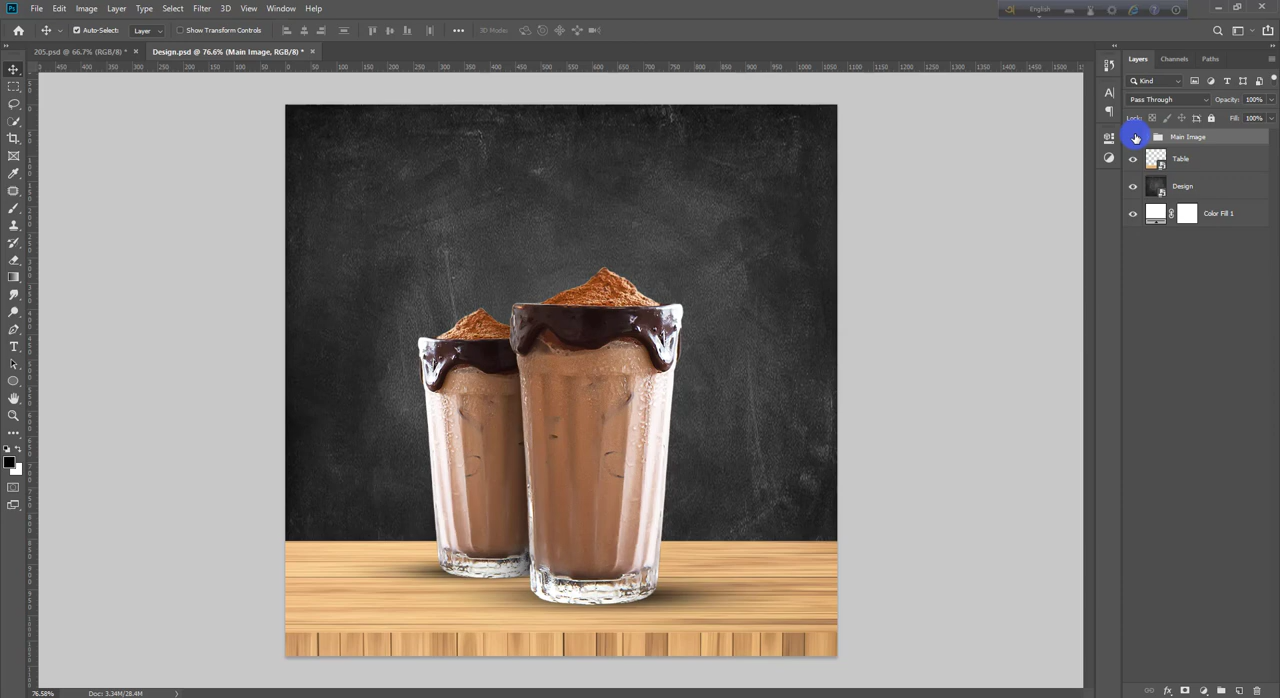 Ps File Edit Image Layer Type Select Filter 3D View Window Help
English
Auto-Select: Layer Show Transform Controls 3D Mode:
205.psd @ 66.7% (RGB/8) * × Design.psd @ 76.6% (Main Image, RGB/8) * ×
Layers Channels Paths
Kind
Pass Through Opacity: 100%
Lock: Fill: 100%
Main Image
Table
Design
Color Fill 1
76.58% Doc: 3.34M/28.4M